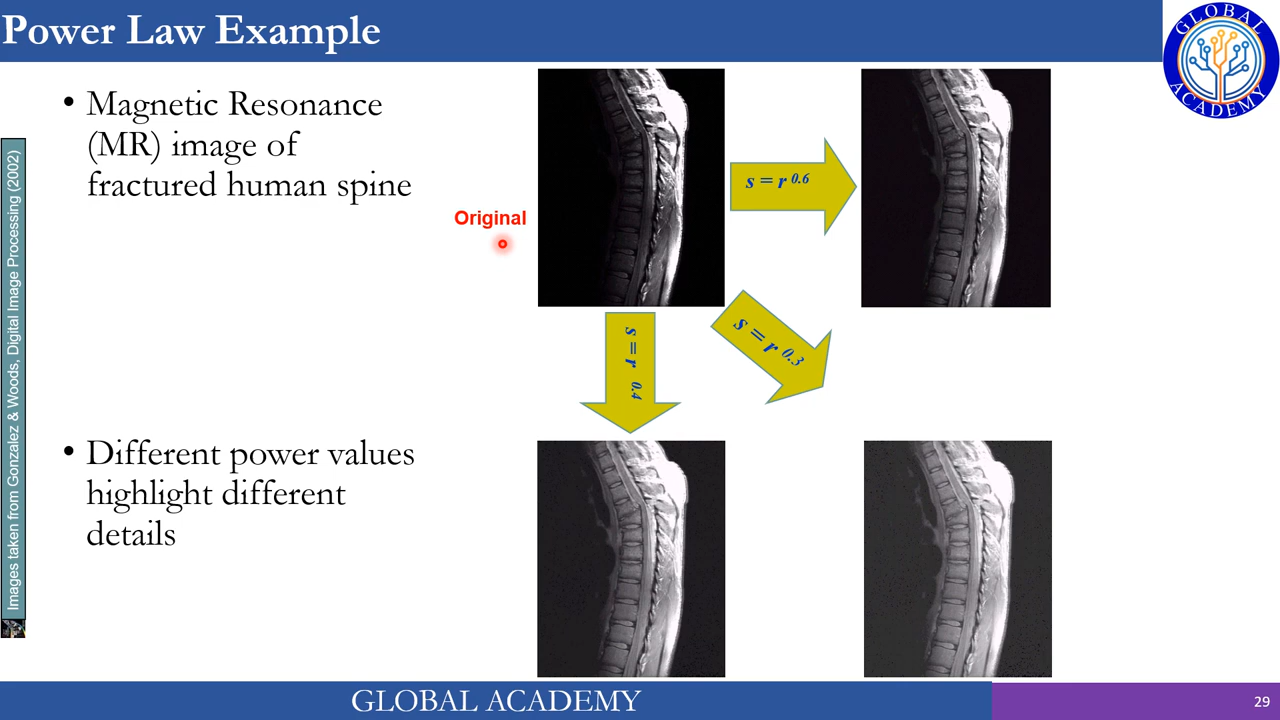 Power Law Example
GLOBAL
ACADEMY
• Magnetic Resonance
(MR) image of
fractured human spine
Original
s = r 0.6
s = r 0.4
s = r 0.3
• Different power values
highlight different
details
Images taken from Gonzalez & Woods, Digital Image Processing (2002)
GLOBAL ACADEMY
29